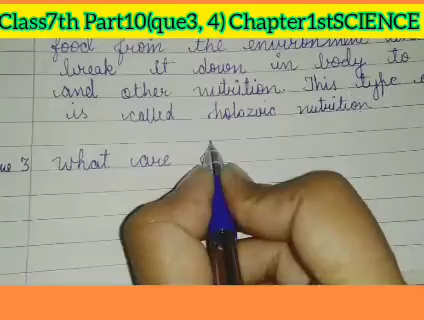 Class7th Part10(que3, 4) Chapter1stSCIENCE
food from the environment
break it down in body to
and other nutrition. This type
is called holozoic nutrition
ue 3 What are